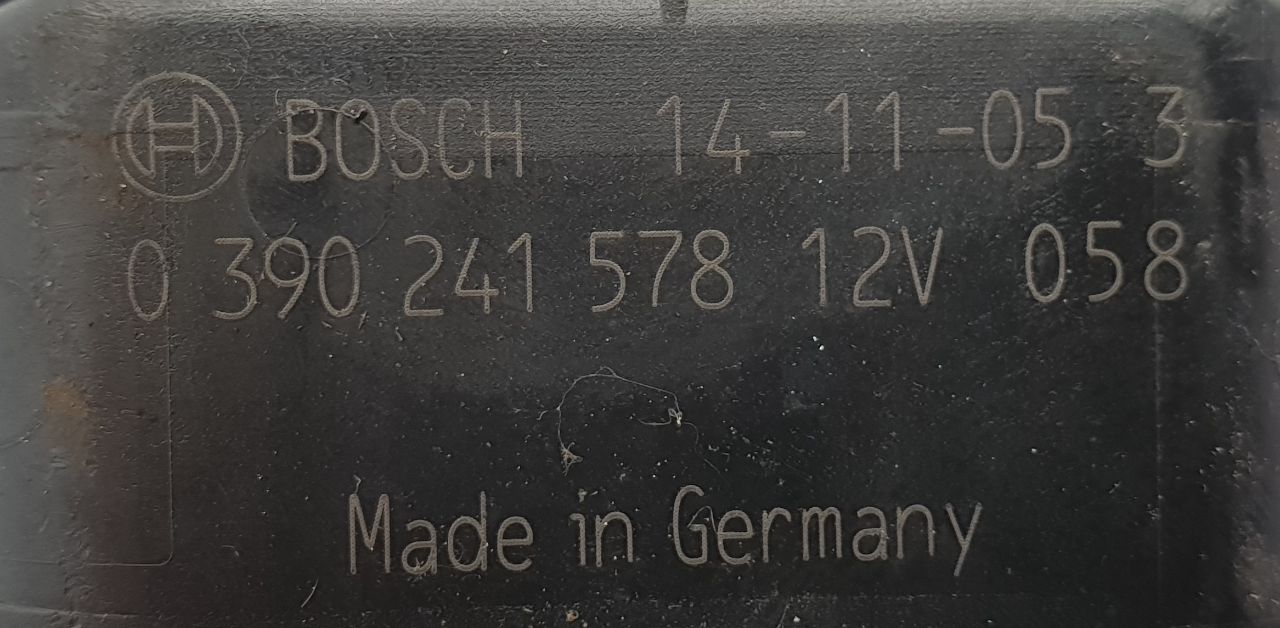 BOSCH 14-11-05 3
0 390 241 578 12V 058
Made in Germany